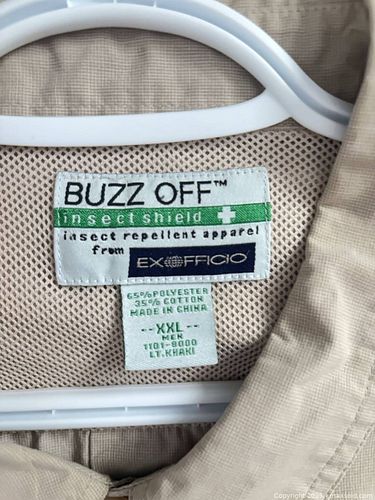 BUZZ OFF™
insect shield
insect repellent apparel
from EXOFFICIO
65% POLYESTER
35% COTTON
MADE IN CHINA
--XXL--
MEN
1101-8000
LT.KHAKI